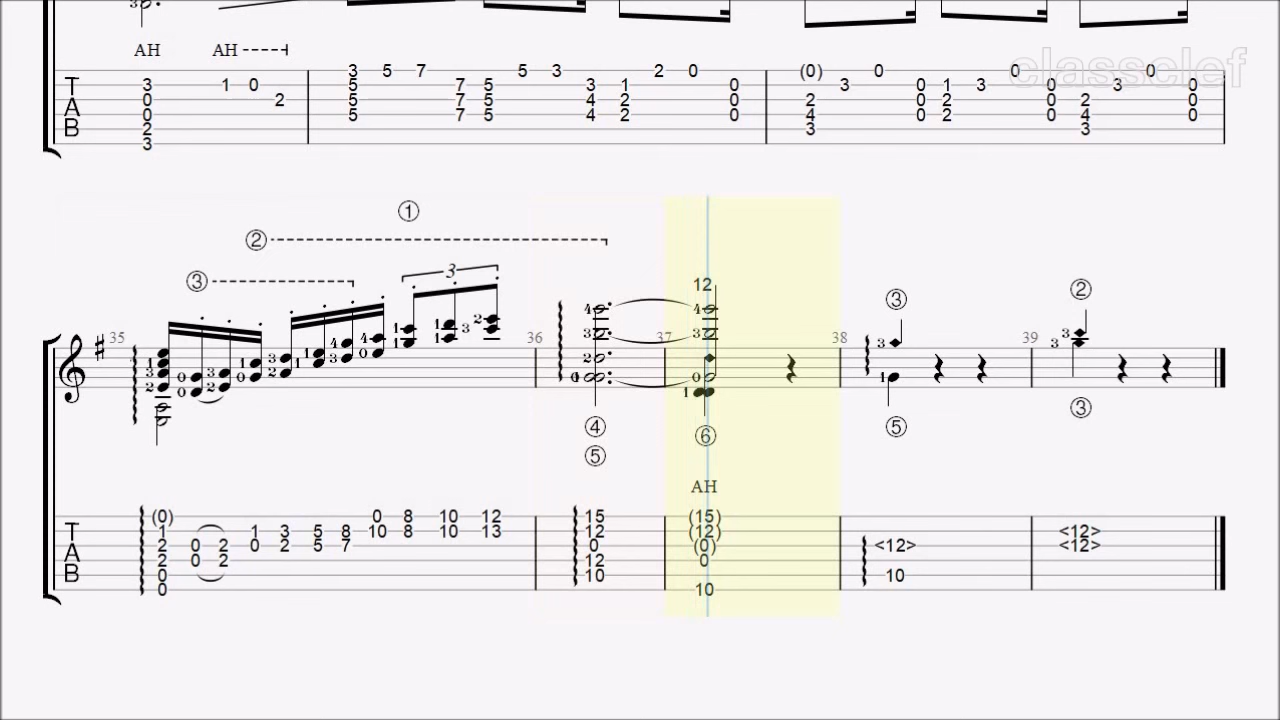 3
AH AH
classclef
3 5 7 5 3 2 0 (0) 0 0 0
T 3 1 0 5 7 5 3 1 0 3 0 1 3 0 3 0
A 0 2 5 7 5 4 2 0 2 0 2 0 2 0
0 5 7 5 4 2 0 4 0 2 0 4 0
B 2 3 3
3
1
2
3 3
12
3 2
35 36 37 38 39
4 5 6 5 3
5
AH
(0) 0 8 10 12 15 (15)
T 1 1 3 5 8 10 8 10 13 12 (12) <12>
A 2 0 2 0 2 5 7 0 (0) <12> <12>
2 0 2 12 0
B 0 10 10
0 10